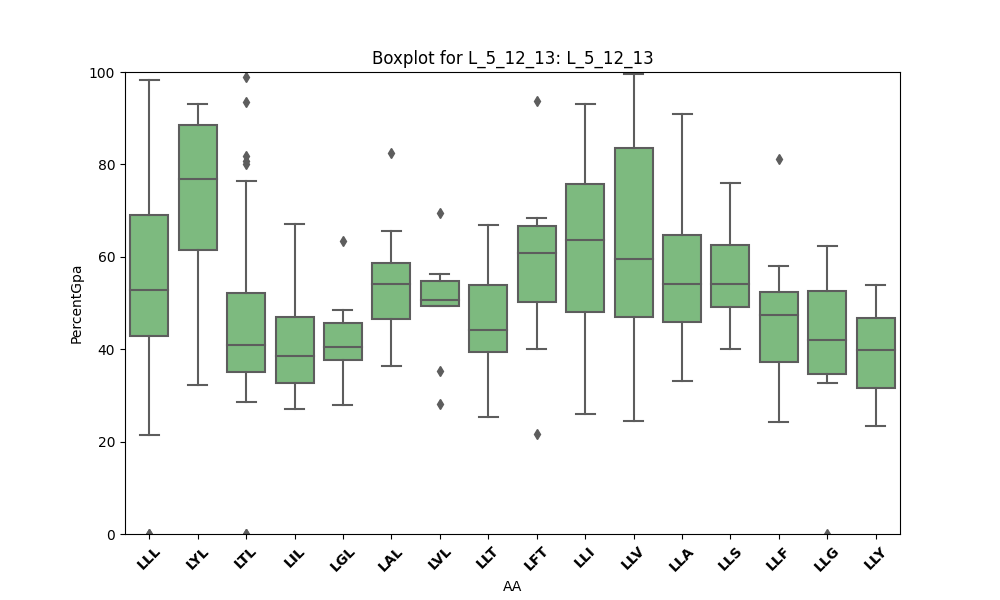 Boxplot for L_5_12_13: L_5_12_13
100
80
60
40
20
0
PercentGpa
LLL LYL LTL LIL LGL LAL LVL LLT LFT LLI LLV LLA LLS LLF LLG LLY
AA